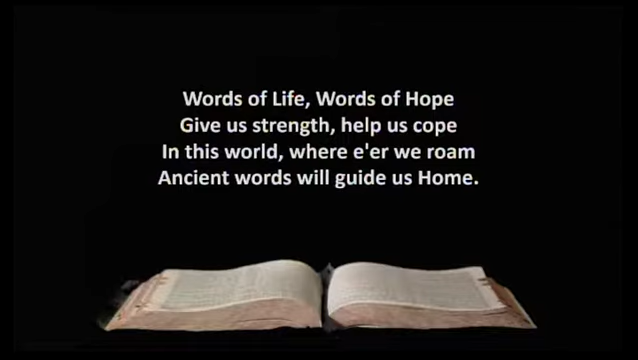 Words of Life, Words of Hope
Give us strength, help us cope
In this world, where e'er we roam
Ancient words will guide us Home.